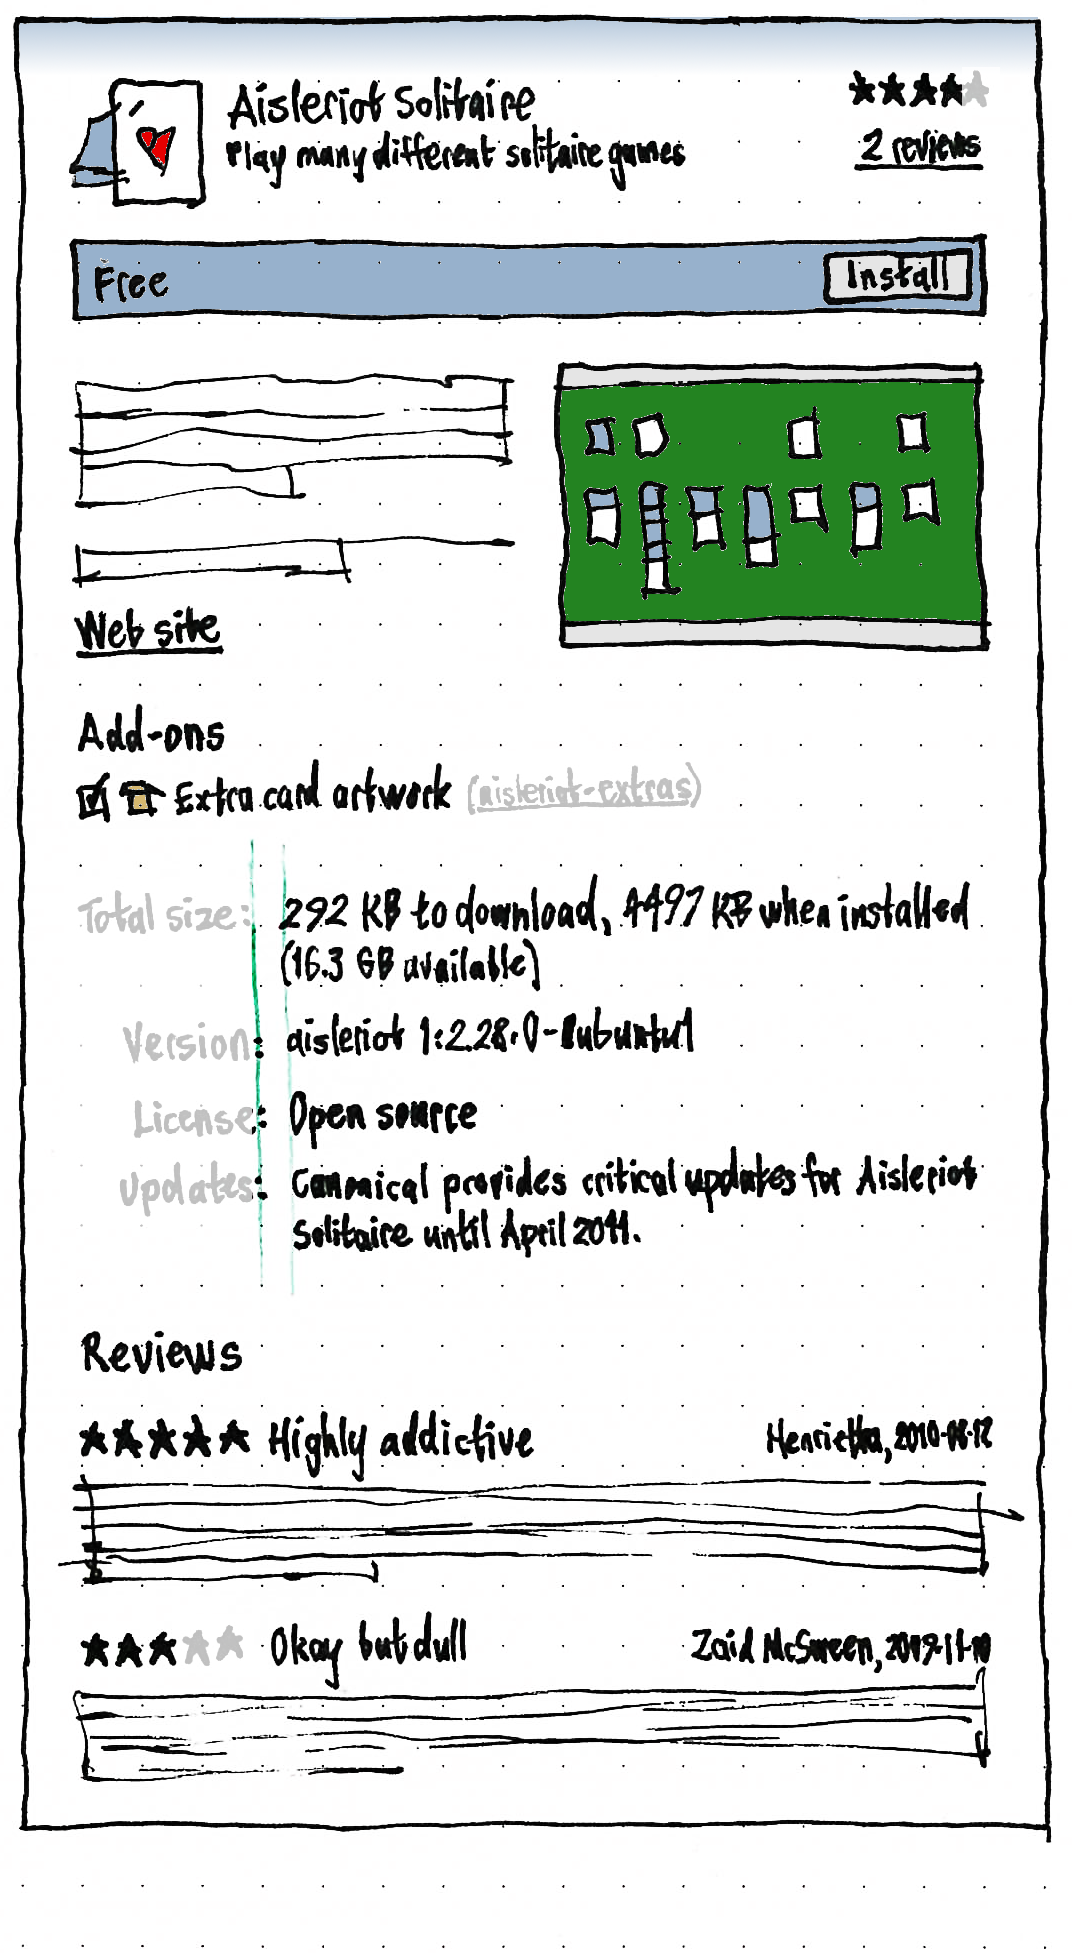 Aisleriot Solitaire
Play many different solitaire games
2 reviews
Free
Install
Web site
Add-ons
Extra card artwork (aisleriot-extras)
Total size: 292 KB to download, 4497 KB when installed
(16.3 GB available)
Version: aisleriot 1:2.28.0-0ubuntu1
License: Open source
Updates: Canonical provides critical updates for Aisleriot
Solitaire until April 2011.
Reviews
Highly addictive
Henrietta, 2010-08-12
Okay but dull
Zaid McSween, 2009-11-10